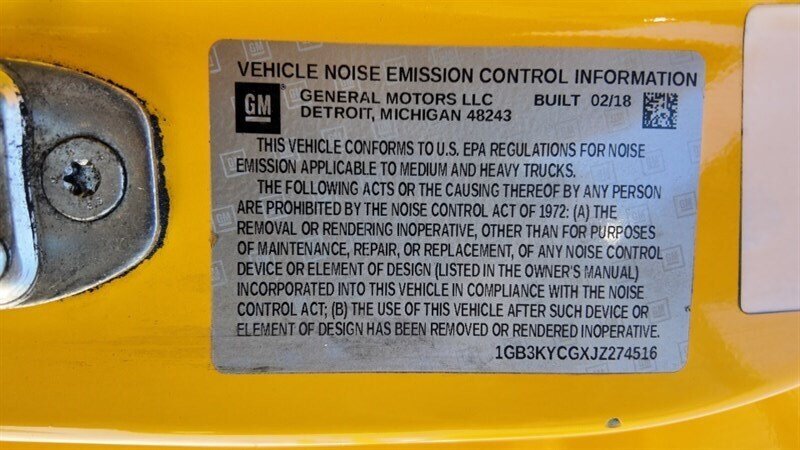 VEHICLE NOISE EMISSION CONTROL INFORMATION
GM GENERAL MOTORS LLC BUILT 02/18
DETROIT, MICHIGAN 48243
THIS VEHICLE CONFORMS TO U.S. EPA REGULATIONS FOR NOISE
EMISSION APPLICABLE TO MEDIUM AND HEAVY TRUCKS.
THE FOLLOWING ACTS OR THE CAUSING THEREOF BY ANY PERSON
ARE PROHIBITED BY THE NOISE CONTROL ACT OF 1972: (A) THE
REMOVAL OR RENDERING INOPERATIVE, OTHER THAN FOR PURPOSES
OF MAINTENANCE, REPAIR, OR REPLACEMENT, OF ANY NOISE CONTROL
DEVICE OR ELEMENT OF DESIGN (LISTED IN THE OWNER'S MANUAL)
INCORPORATED INTO THIS VEHICLE IN COMPLIANCE WITH THE NOISE
CONTROL ACT; (B) THE USE OF THIS VEHICLE AFTER SUCH DEVICE OR
ELEMENT OF DESIGN HAS BEEN REMOVED OR RENDERED INOPERATIVE.
1GB3KYCGXJZ274516